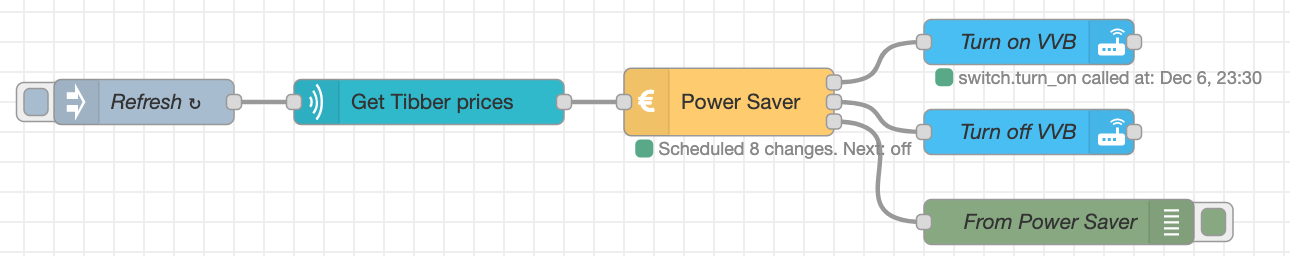 Turn on VVB
switch.turn_on called at: Dec 6, 23:30
Refresh ↻
Get Tibber prices
€
Power Saver
Scheduled 8 changes. Next: off
Turn off VVB
From Power Saver